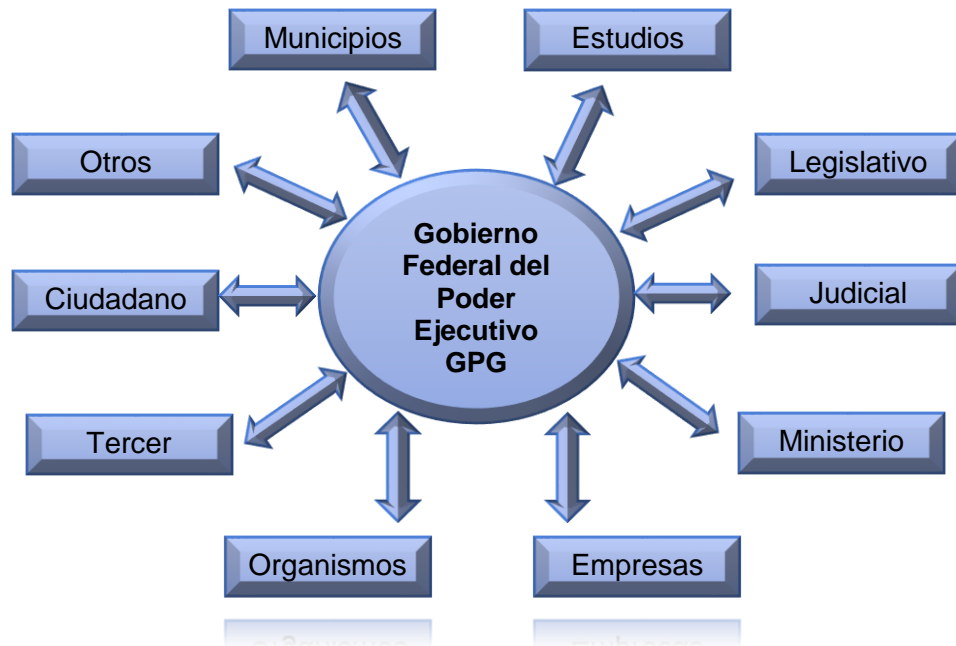 Municipios
Estudios
Otros
Legislativo
Gobierno
Federal del
Poder
Ejecutivo
GPG
Ciudadano
Judicial
Tercer
Ministerio
Organismos
Empresas